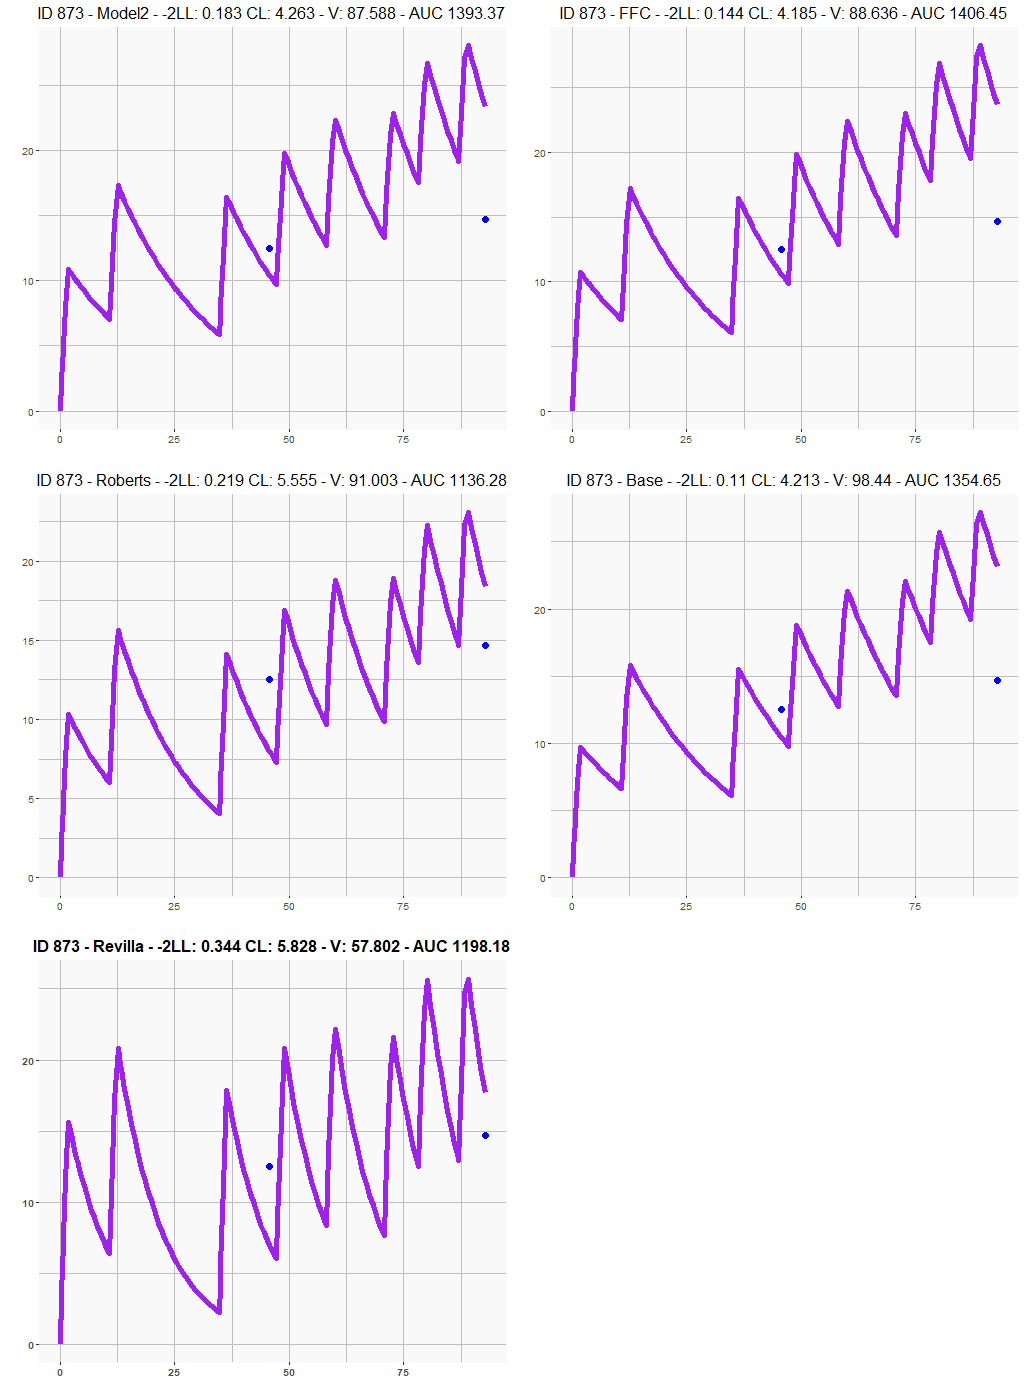 ID 873 - Model2 - -2LL: 0.183 CL: 4.263 - V: 87.588 - AUC 1393.37
20
10
0
0 25 50 75
ID 873 - FFC - -2LL: 0.144 CL: 4.185 - V: 88.636 - AUC 1406.45
20
10
0
0 25 50 75
ID 873 - Roberts - -2LL: 0.219 CL: 5.555 - V: 91.003 - AUC 1136.28
20
15
10
5
0
0 25 50 75
ID 873 - Base - -2LL: 0.11 CL: 4.213 - V: 98.44 - AUC 1354.65
20
10
0
0 25 50 75
ID 873 - Revilla - -2LL: 0.344 CL: 5.828 - V: 57.802 - AUC 1198.18
20
10
0
0 25 50 75